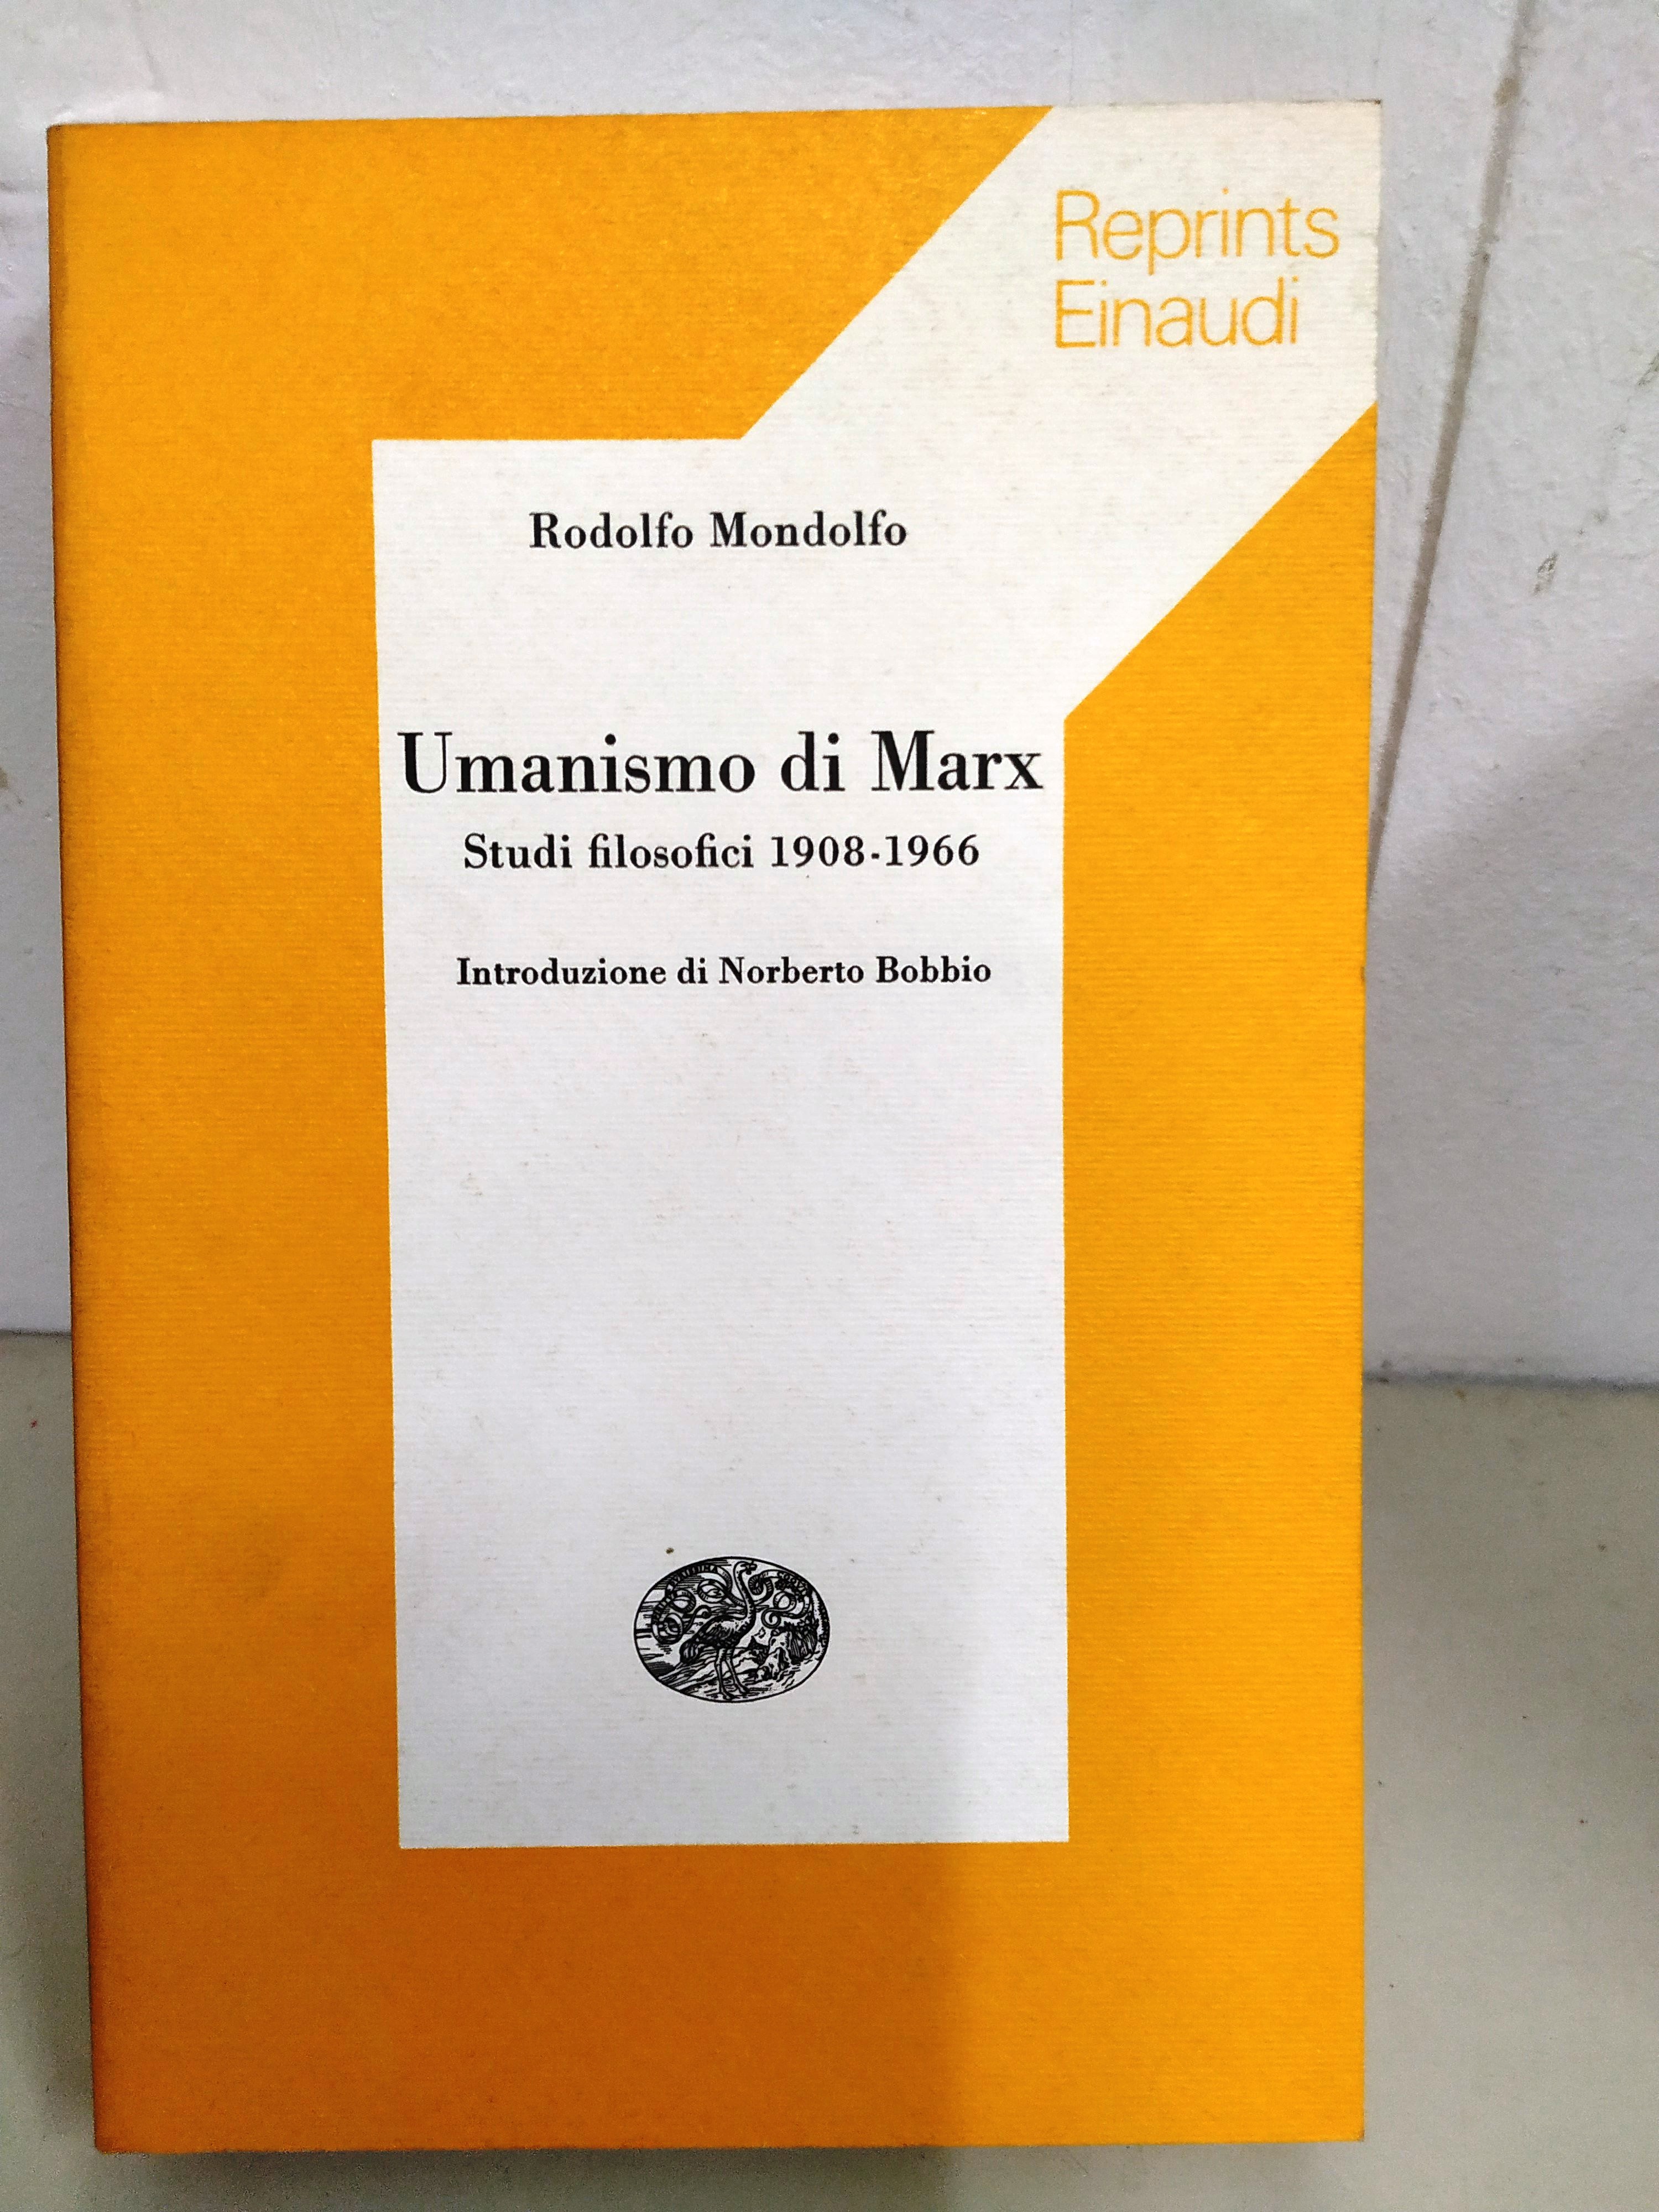 Reprints
Einaudi
Rodolfo Mondolfo
Umanismo di Marx
Studi filosofici 1908-1966
Introduzione di Norberto Bobbio